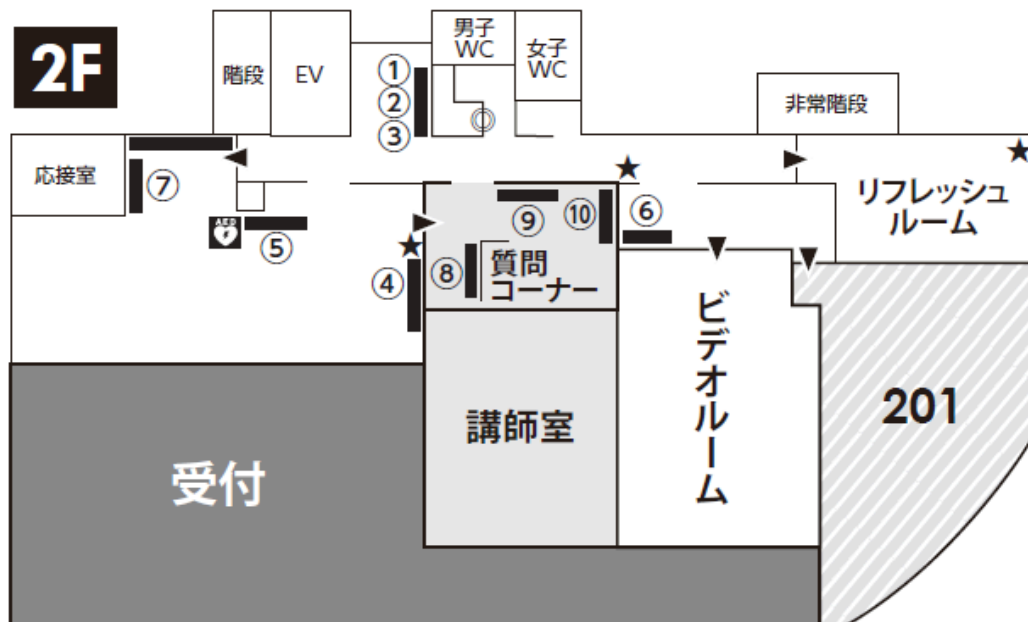 2F
階段
EV
男子
WC
女子
WC
①
②
③
非常階段
応接室
⑦
★
リフレッシュ
ルーム
AED
⑤
★
④
⑧
⑨
⑩
⑥
★
質問
コーナー
ビデオルーム
201
講師室
受付